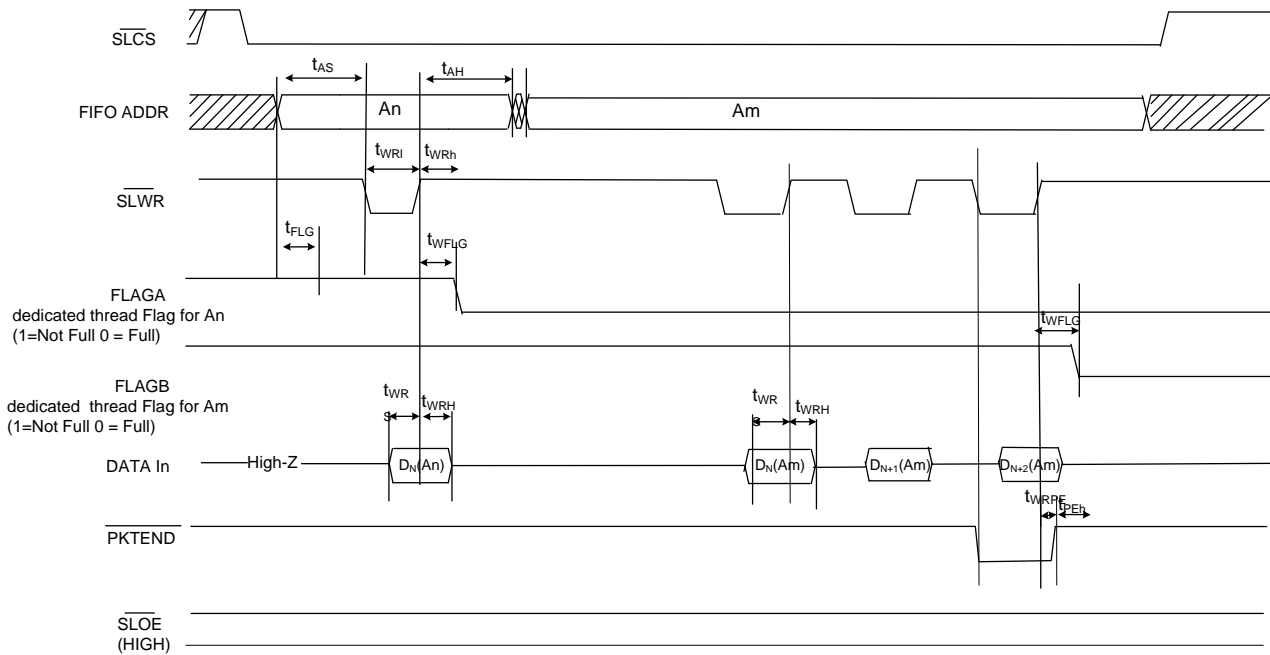 SLCS
tAS
tAH
FIFO ADDR
An
Am
tWRl
tWRh
SLWR
tFLG
tWFLG
FLAGA
dedicated thread Flag for An
(1=Not Full 0 = Full)
tWFLG
FLAGB
dedicated thread Flag for Am
(1=Not Full 0 = Full)
tWR
S
tWRH
tWR
S
tWRH
DATA In
High-Z
DN(An)
DN(Am)
DN+1(Am)
DN+2(Am)
tWRPE
tPEh
PKTEND
SLOE
(HIGH)